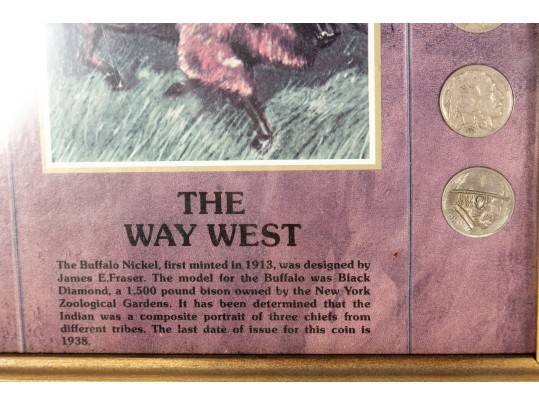 THE
WAY WEST
The Buffalo Nickel, first minted in 1913, was designed by
James E.Fraser. The model for the Buffalo was Black
Diamond, a 1,500 pound bison owned by the New York
Zoological Gardens. It has been determined that the
Indian was a composite portrait of three chiefs from
different tribes. The last date of issue for this coin is
1938.